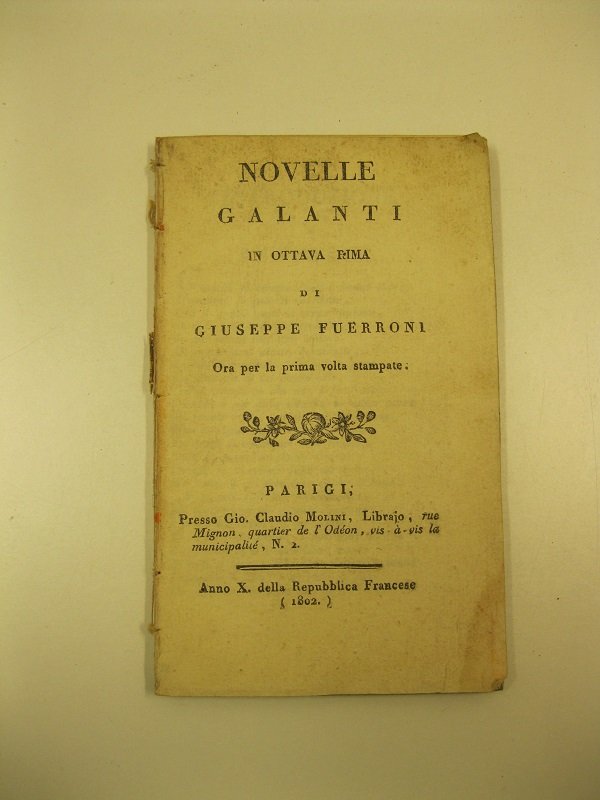 NOVELLE
GALANTI
IN OTTAVA RIMA
DI
GIUSEPPE FUERRONI
Ora per la prima volta stampate.
PARIGI,
Presso Gio. Claudio MOLINI, Librajo, rue
Mignon, quartier de l'Odéon, vis-à-vis la
municipalité, N. 2.
Anno X. della Repubblica Francese
( 1802. )